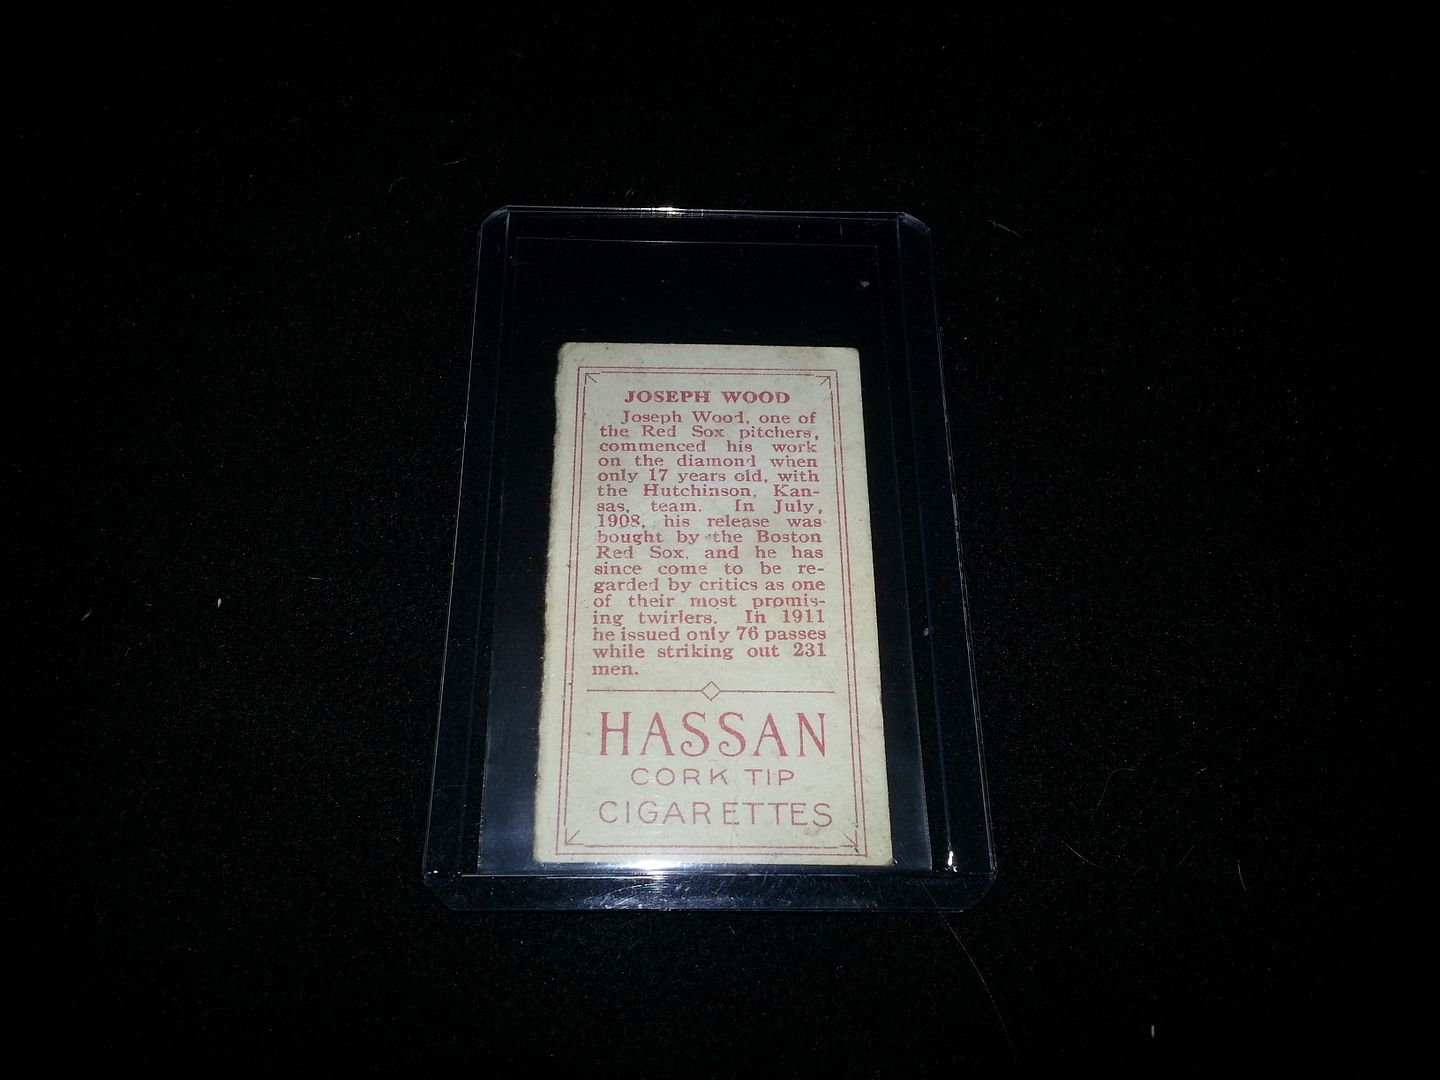 JOSEPH WOOD
Joseph Wood, one of
the Red Sox pitchers,
commenced his work
on the diamond when
only 17 years old, with
the Hutchinson, Kan-
sas, team. In July,
1908, his release was
bought by the Boston
Red Sox, and he has
since come to be re-
garded by critics as one
of their most promis-
ing twirlers. In 1911
he issued only 76 passes
while striking out 231
men.
HASSAN
CORK TIP
CIGARETTES